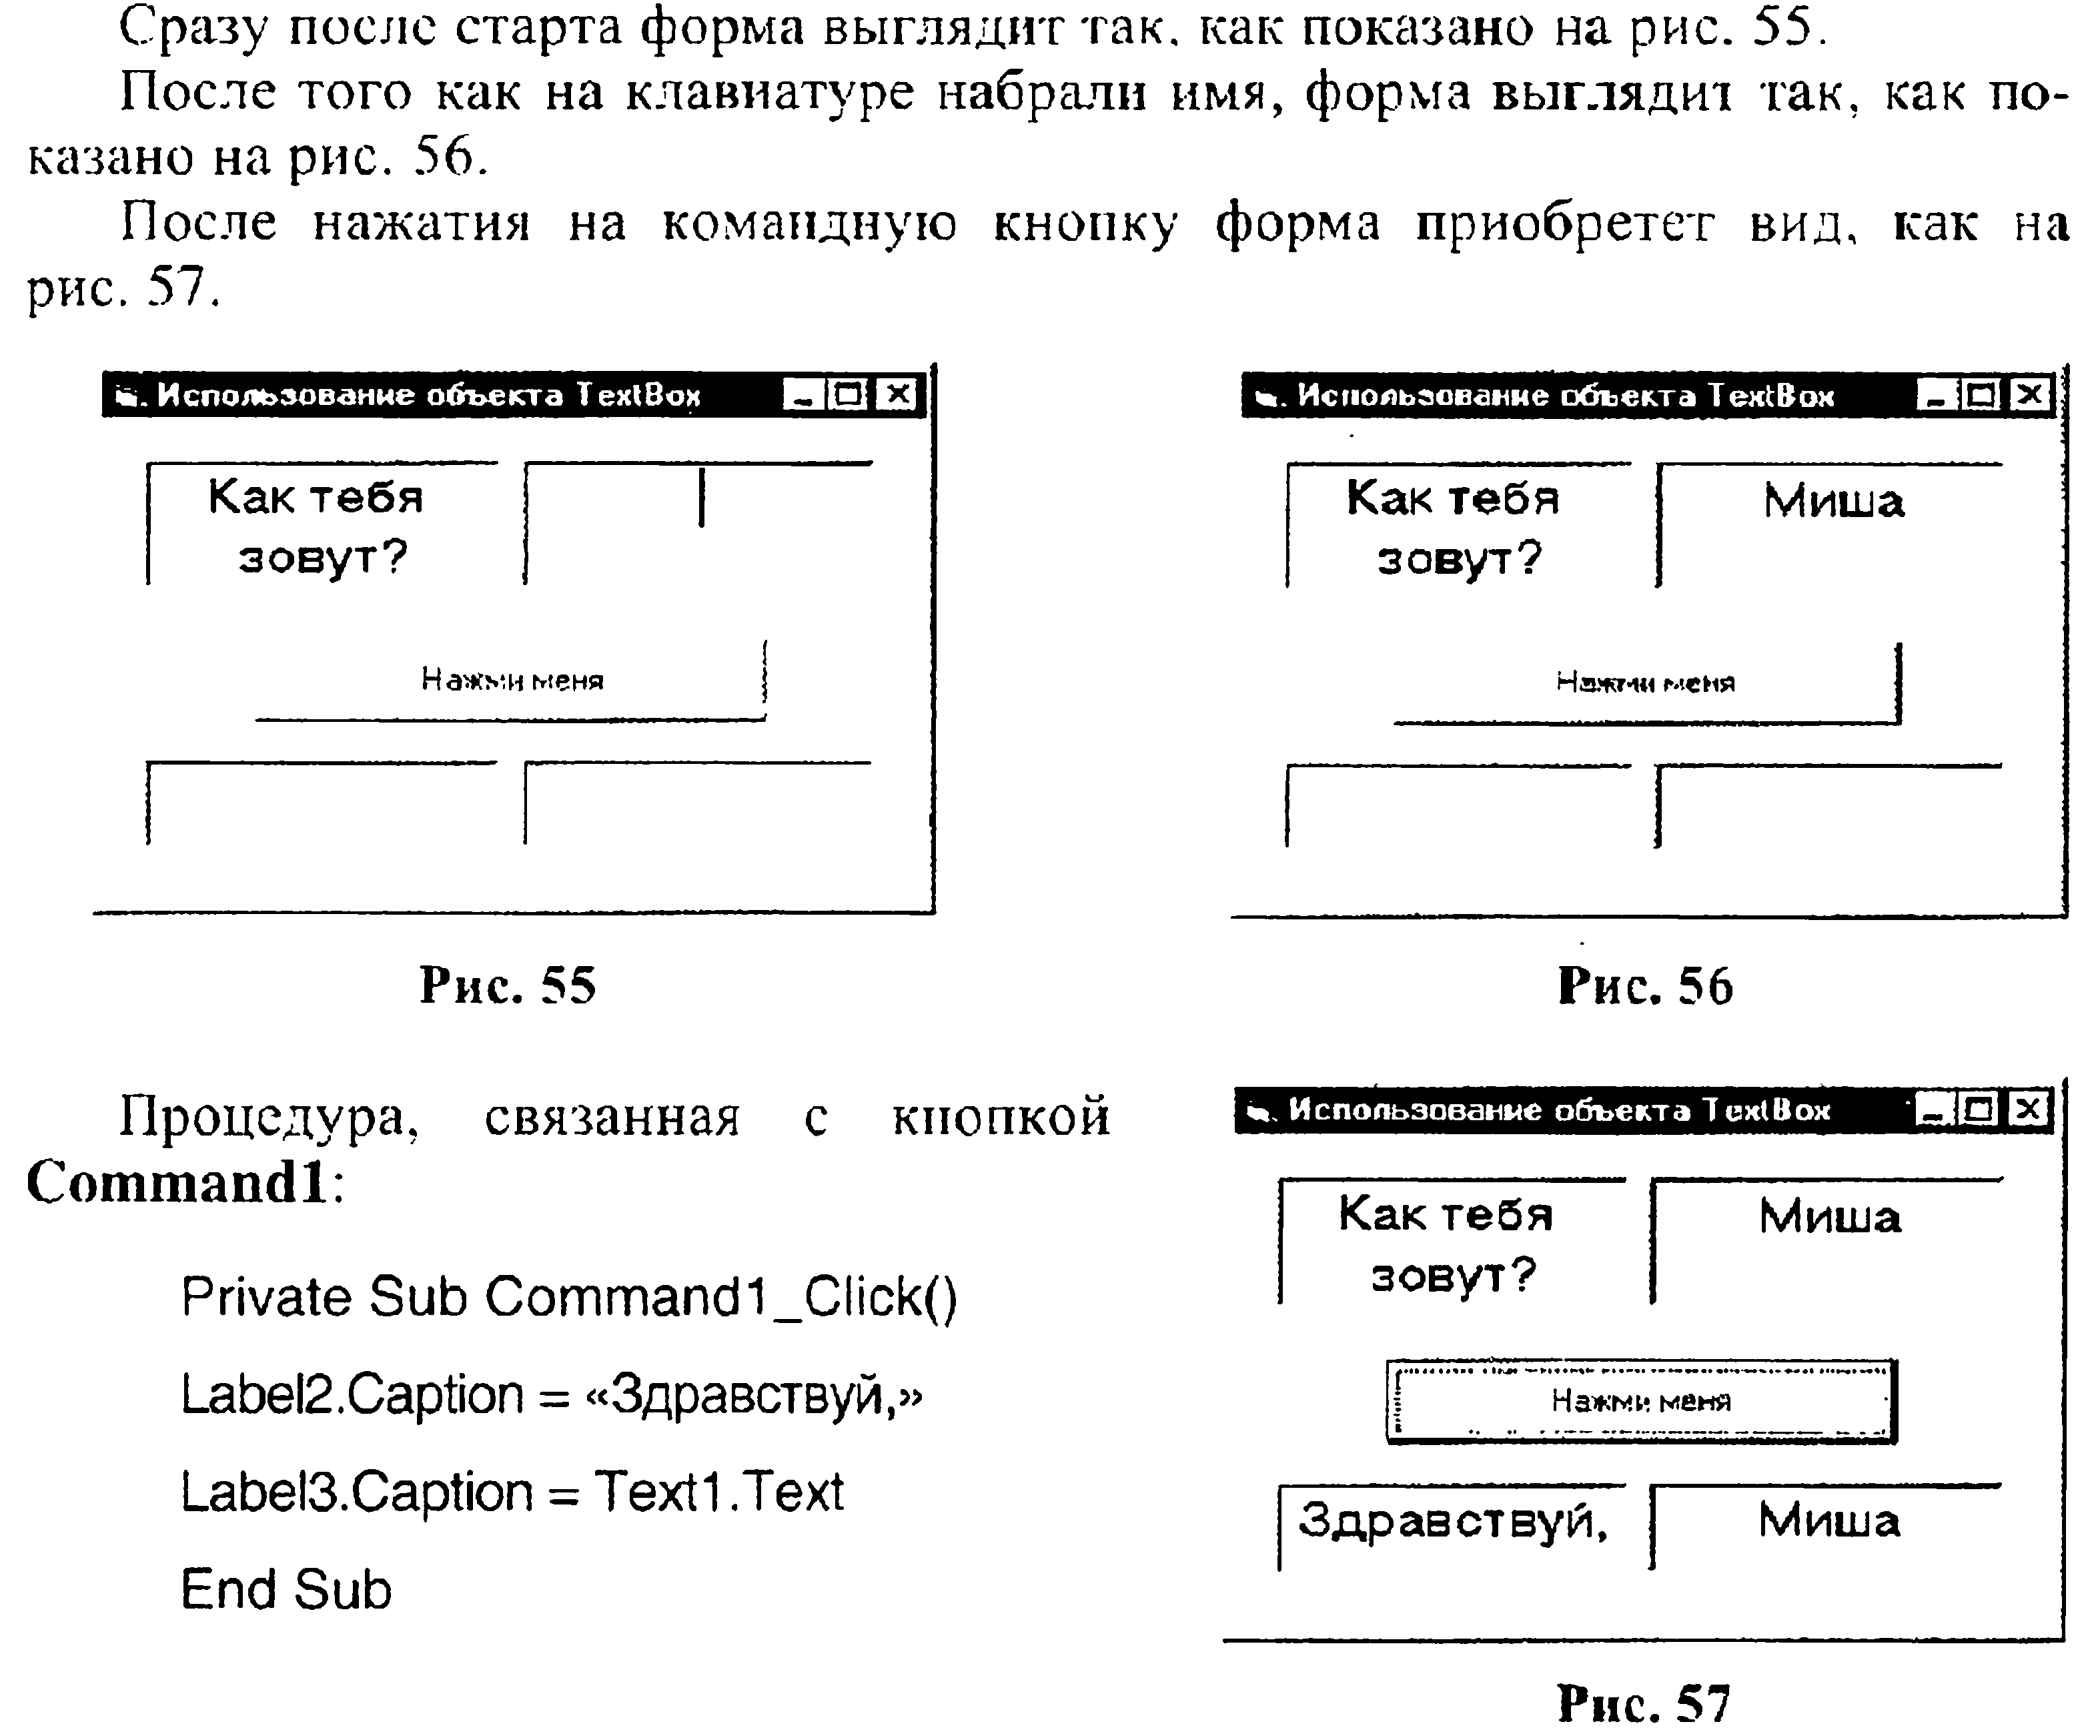 Сразу после старта форма выглядит так, как показано на рис. 55.
После того как на клавиатуре набрали имя, форма выглядит так, как по-
казано на рис. 56.
После нажатия на командную кнопку форма приобретет вид, как на
рис. 57.
Использование объекта TextBox
Как тебя
зовут?
Нажми меня
Рис. 55
Использование объекта TextBox
Как тебя
зовут?
Миша
Нажми меня
Рис. 56
Процедура, связанная с кнопкой
Command1:
Private Sub Command1_Click()
Label2.Caption = «Здравствуй,»
Label3.Caption = Text1.Text
End Sub
Использование объекта TextBox
Как тебя
зовут?
Миша
Нажми меня
Здравствуй,
Миша
Рис. 57